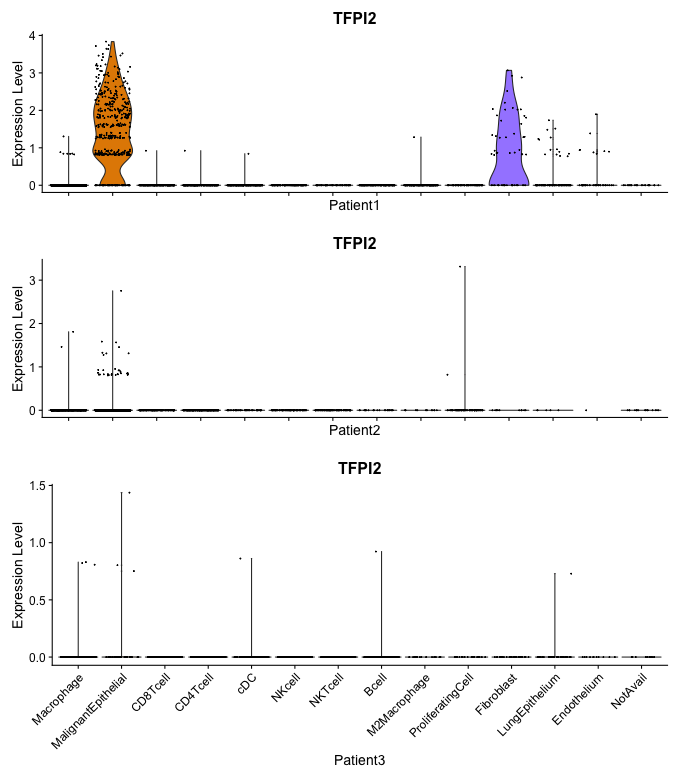 TFPI2
Expression Level
4
3
2
1
0
Patient1
TFPI2
Expression Level
3
2
1
0
Patient2
TFPI2
Expression Level
1.5
1.0
0.5
0.0
Macrophage
MalignantEpithelial
CD8Tcell
CD4Tcell
cDC
NKcell
NKTcell
Bcell
M2Macrophage
ProliferatingCell
Fibroblast
LungEpithelium
Endothelium
NotAvail
Patient3